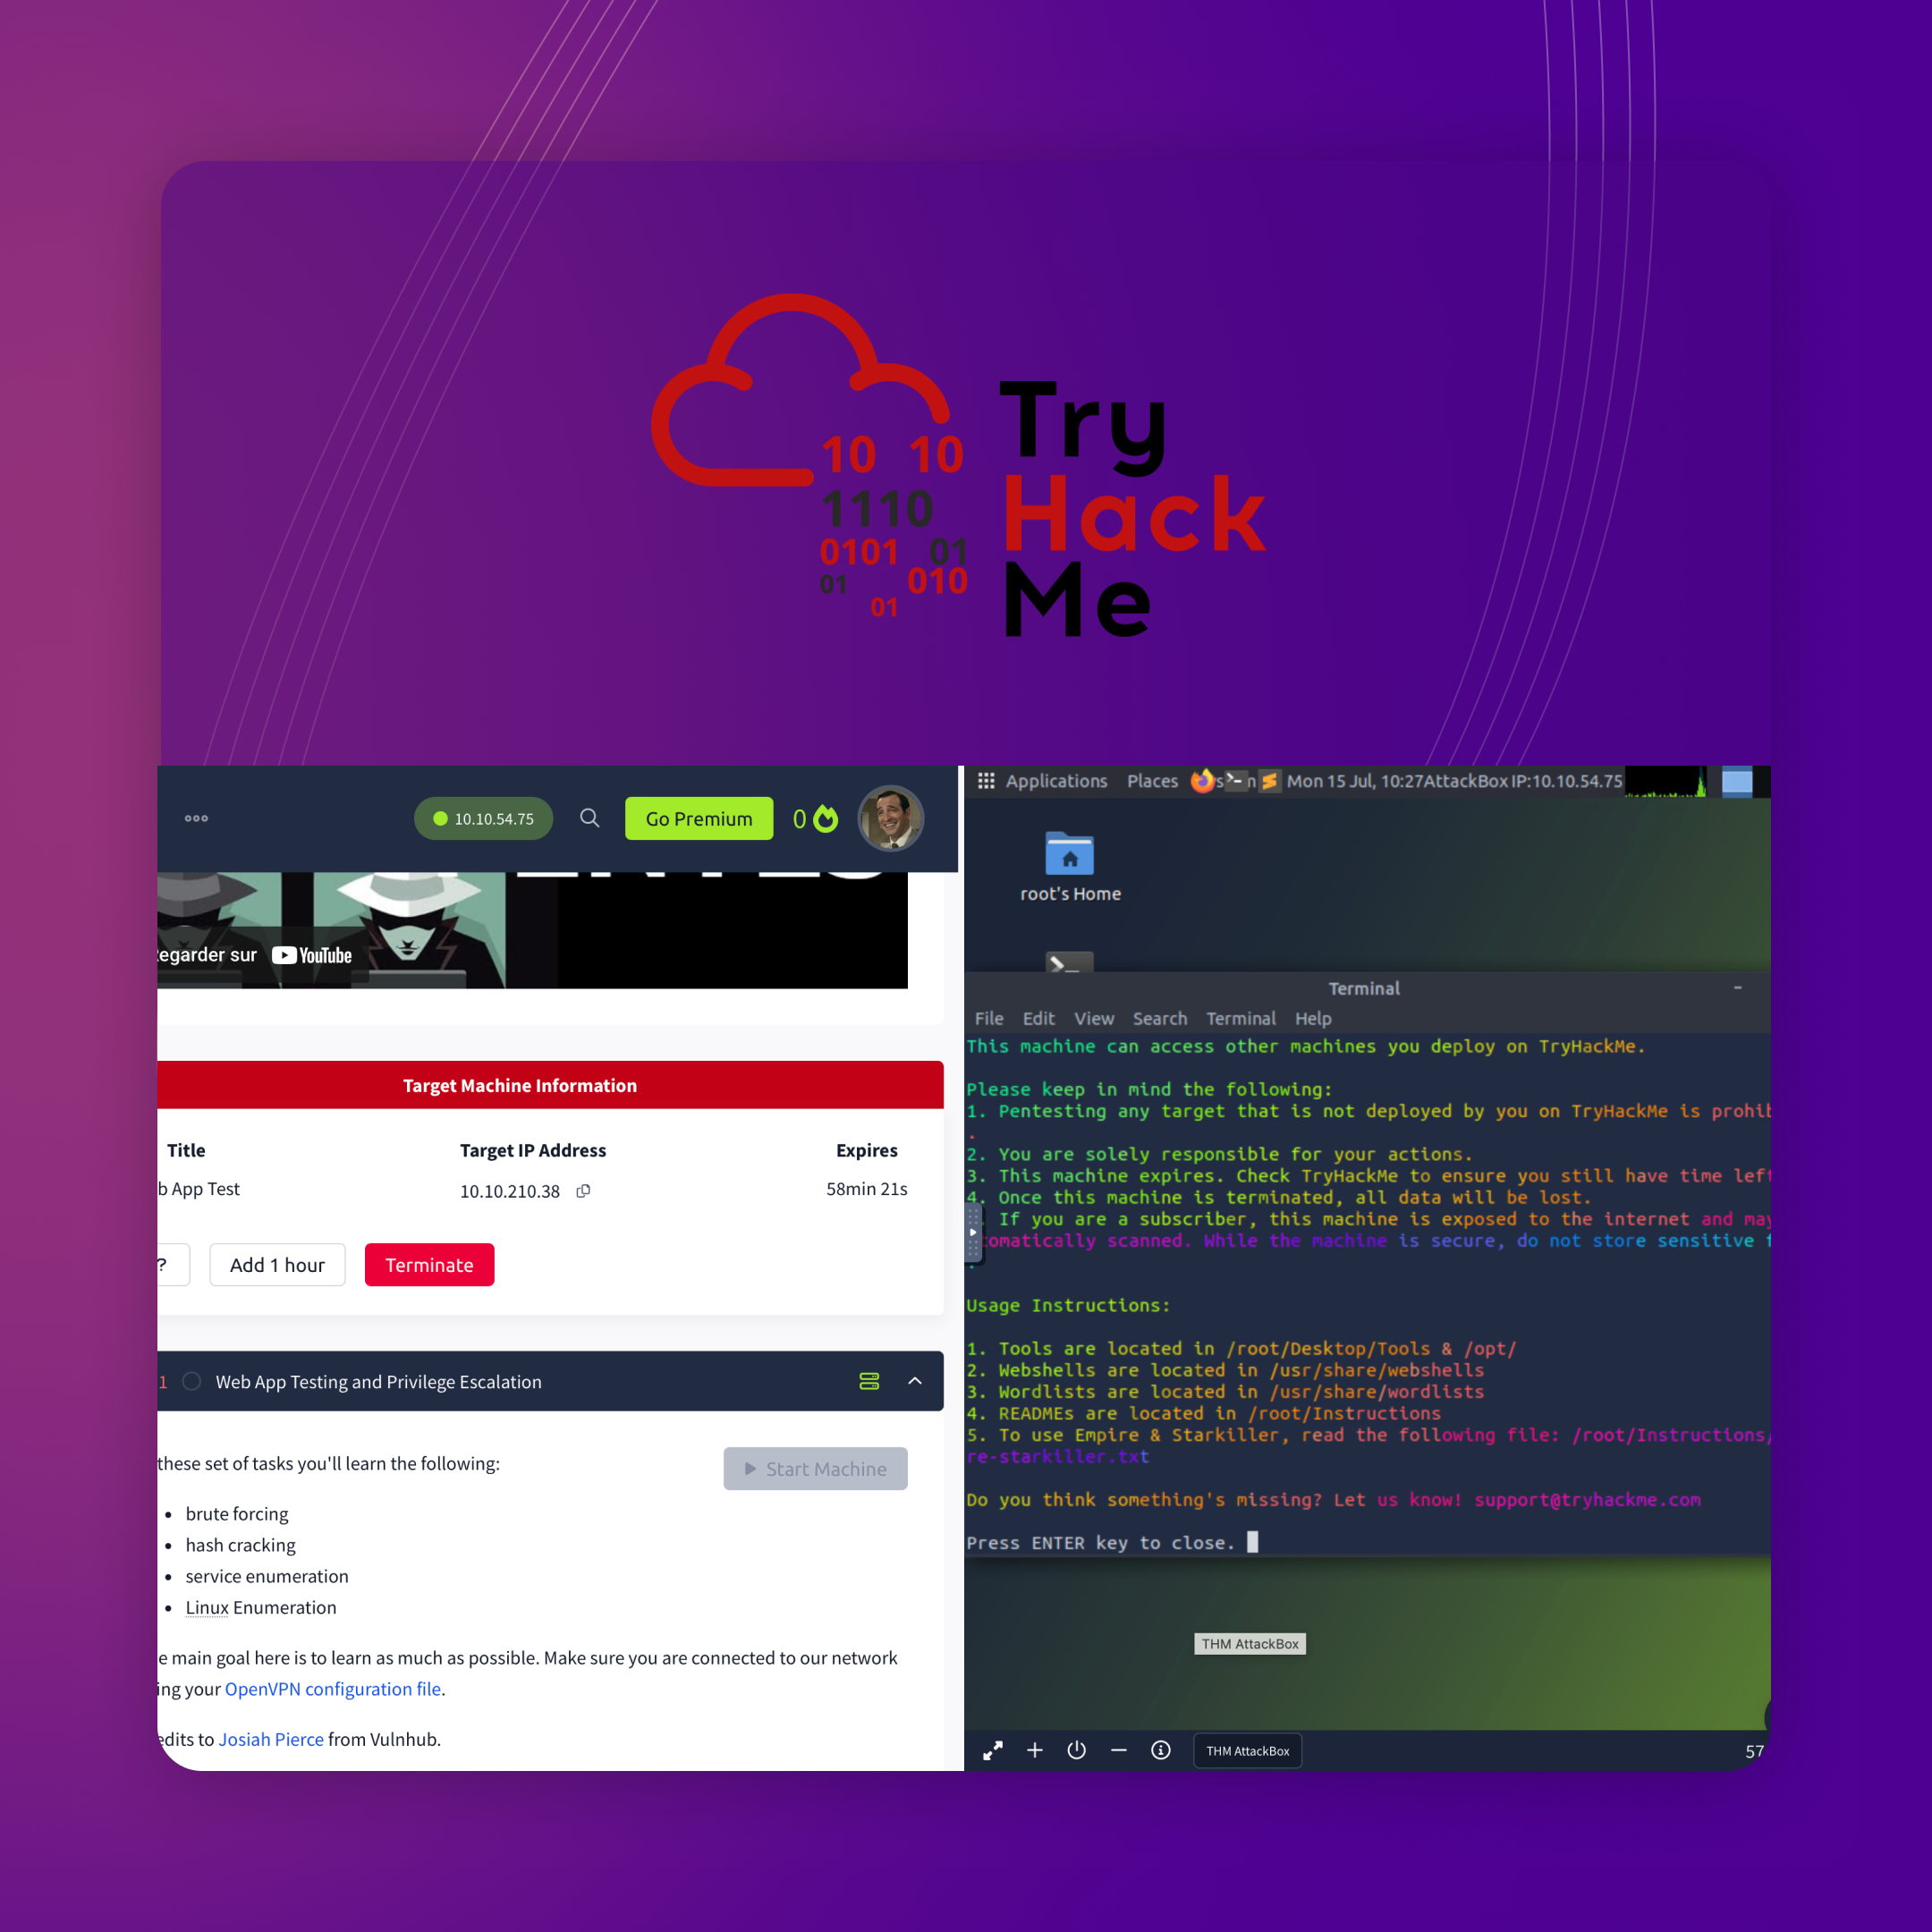 10 10
1110
0101 01
01 010
01
Try
Hack
Me
10.10.54.75
Go Premium
0
egarder sur YouTube
Target Machine Information
Title Target IP Address Expires
b App Test 10.10.210.38 58min 21s
? Add 1 hour Terminate
1 Web App Testing and Privilege Escalation
these set of tasks you'll learn the following:
Start Machine
• brute forcing
• hash cracking
• service enumeration
• Linux Enumeration
e main goal here is to learn as much as possible. Make sure you are connected to our network
ing your OpenVPN configuration file.
edits to Josiah Pierce from Vulnhub.
Applications Places Mon 15 Jul, 10:27 AttackBox IP:10.10.54.75
root's Home
Terminal
File Edit View Search Terminal Help
This machine can access other machines you deploy on TryHackMe.
Please keep in mind the following:
1. Pentesting any target that is not deployed by you on TryHackMe is prohib
.
2. You are solely responsible for your actions.
3. This machine expires. Check TryHackMe to ensure you still have time left
4. Once this machine is terminated, all data will be lost.
. If you are a subscriber, this machine is exposed to the internet and may
tomatically scanned. While the machine is secure, do not store sensitive f
.
Usage Instructions:
1. Tools are located in /root/Desktop/Tools & /opt/
2. Webshells are located in /usr/share/webshells
3. Wordlists are located in /usr/share/wordlists
4. READMEs are located in /root/Instructions
5. To use Empire & Starkiller, read the following file: /root/Instructions/
re-starkiller.txt
Do you think something's missing? Let us know! support@tryhackme.com
Press ENTER key to close.
THM AttackBox
THM AttackBox
57